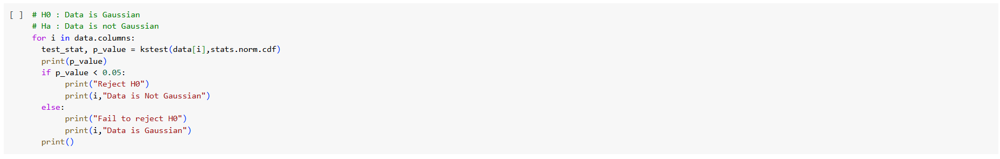 [ ] # H0 : Data is Gaussian
# Ha : Data is not Gaussian
for i in data.columns:
  test_stat, p_value = kstest(data[i],stats.norm.cdf)
  print(p_value)
  if p_value < 0.05:
       print("Reject H0")
       print(i,"Data is Not Gaussian")
  else:
       print("Fail to reject H0")
       print(i,"Data is Gaussian")
  print()